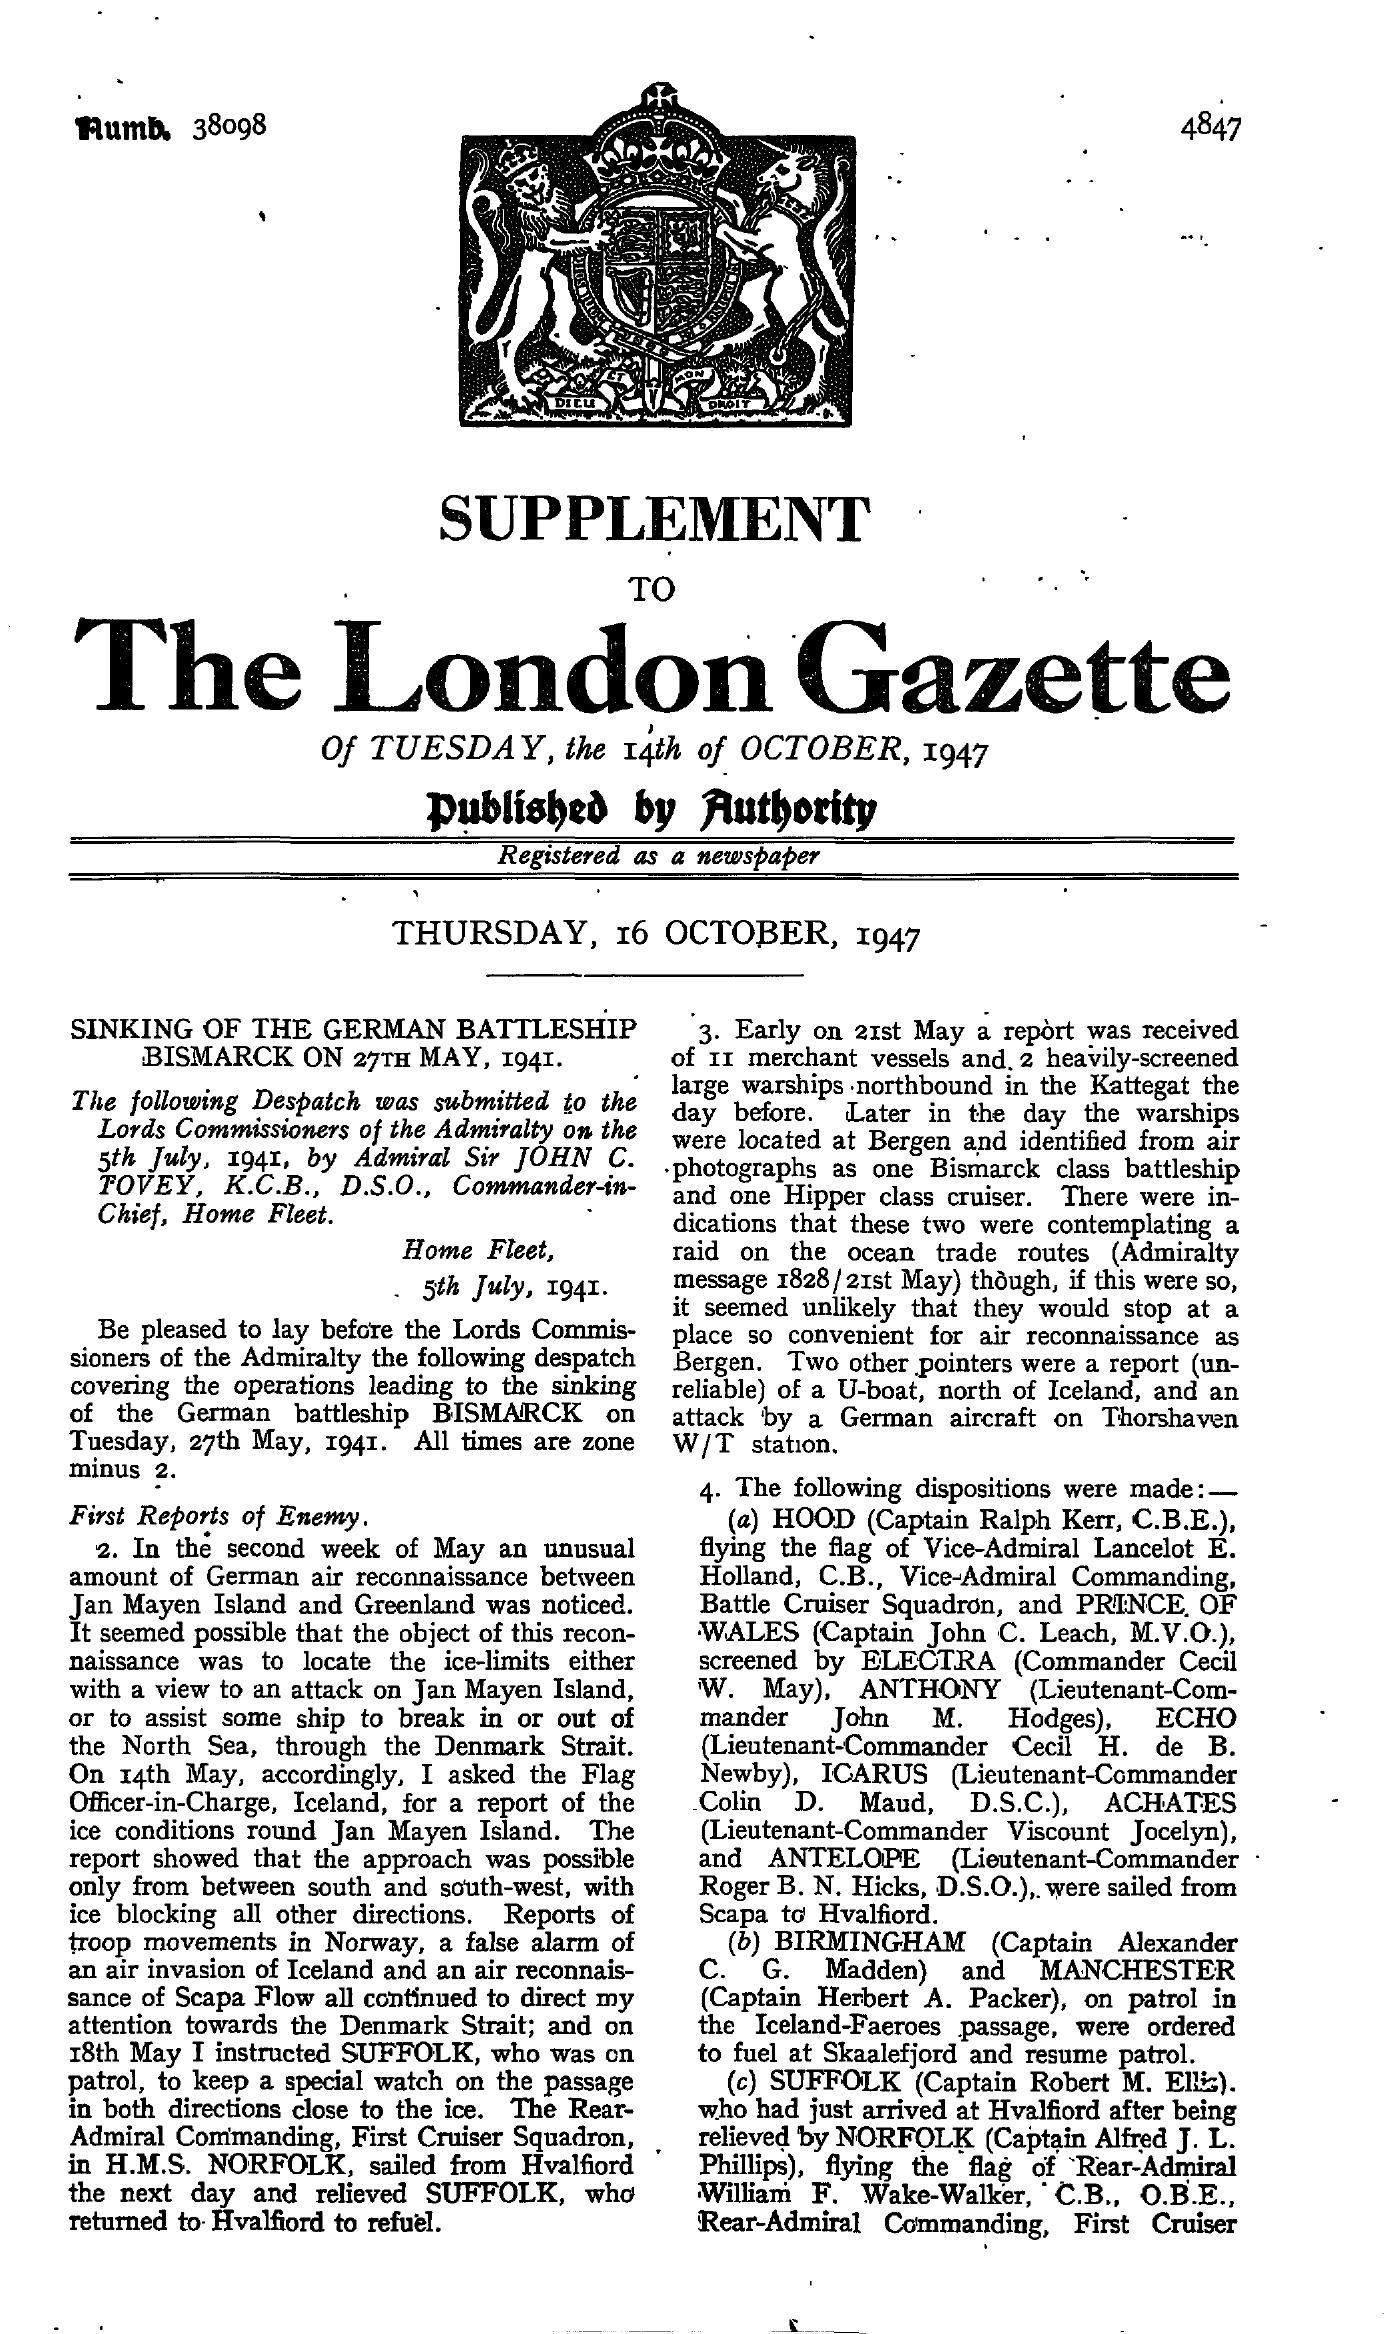 Numb. 38098
4847
DIEU ET MON DROIT
SUPPLEMENT
TO
The London Gazette
Of TUESDAY, the 14th of OCTOBER, 1947
Published by Authority
Registered as a newspaper
THURSDAY, 16 OCTOBER, 1947
SINKING OF THE GERMAN BATTLESHIP
BISMARCK ON 27TH MAY, 1941.
The following Despatch was submitted to the
Lords Commissioners of the Admiralty on the
5th July, 1941, by Admiral Sir JOHN C.
TOVEY, K.C.B., D.S.O., Commander-in-
Chief, Home Fleet.
Home Fleet,
5th July, 1941.
Be pleased to lay before the Lords Commis-
sioners of the Admiralty the following despatch
covering the operations leading to the sinking
of the German battleship BISMARCK on
Tuesday, 27th May, 1941. All times are zone
minus 2.
First Reports of Enemy.
2. In the second week of May an unusual
amount of German air reconnaissance between
Jan Mayen Island and Greenland was noticed.
It seemed possible that the object of this recon-
naissance was to locate the ice-limits either
with a view to an attack on Jan Mayen Island,
or to assist some ship to break in or out of
the North Sea, through the Denmark Strait.
On 14th May, accordingly, I asked the Flag
Officer-in-Charge, Iceland, for a report of the
ice conditions round Jan Mayen Island. The
report showed that the approach was possible
only from between south and south-west, with
ice blocking all other directions. Reports of
troop movements in Norway, a false alarm of
an air invasion of Iceland and an air reconnais-
sance of Scapa Flow all continued to direct my
attention towards the Denmark Strait; and on
18th May I instructed SUFFOLK, who was on
patrol, to keep a special watch on the passage
in both directions close to the ice. The Rear-
Admiral Commanding, First Cruiser Squadron,
in H.M.S. NORFOLK, sailed from Hvalfiord
the next day and relieved SUFFOLK, who
returned to Hvalfiord to refuel.
3. Early on 21st May a report was received
of 11 merchant vessels and 2 heavily-screened
large warships northbound in the Kattegat the
day before. Later in the day the warships
were located at Bergen and identified from air
photographs as one Bismarck class battleship
and one Hipper class cruiser. There were in-
dications that these two were contemplating a
raid on the ocean trade routes (Admiralty
message 1828/21st May) though, if this were so,
it seemed unlikely that they would stop at a
place so convenient for air reconnaissance as
Bergen. Two other pointers were a report (un-
reliable) of a U-boat, north of Iceland, and an
attack by a German aircraft on Thorshaven
W/T station.
4. The following dispositions were made:—
(a) HOOD (Captain Ralph Kerr, C.B.E.),
flying the flag of Vice-Admiral Lancelot E.
Holland, C.B., Vice-Admiral Commanding,
Battle Cruiser Squadron, and PRINCE OF
WALES (Captain John C. Leach, M.V.O.),
screened by ELECTRA (Commander Cecil
W. May), ANTHONY (Lieutenant-Com-
mander John M. Hodges), ECHO
(Lieutenant-Commander Cecil H. de B.
Newby), ICARUS (Lieutenant-Commander
Colin D. Maud, D.S.C.), ACHATES
(Lieutenant-Commander Viscount Jocelyn),
and ANTELOPE (Lieutenant-Commander
Roger B. N. Hicks, D.S.O.), were sailed from
Scapa to Hvalfiord.
(b) BIRMINGHAM (Captain Alexander
C. G. Madden) and MANCHESTER
(Captain Herbert A. Packer), on patrol in
the Iceland-Faeroes passage, were ordered
to fuel at Skaalefjord and resume patrol.
(c) SUFFOLK (Captain Robert M. Ellis).
who had just arrived at Hvalfiord after being
relieved by NORFOLK (Captain Alfred J. L.
Phillips), flying the flag of Rear-Admiral
William F. Wake-Walker, C.B., O.B.E.,
Rear-Admiral Commanding, First Cruiser